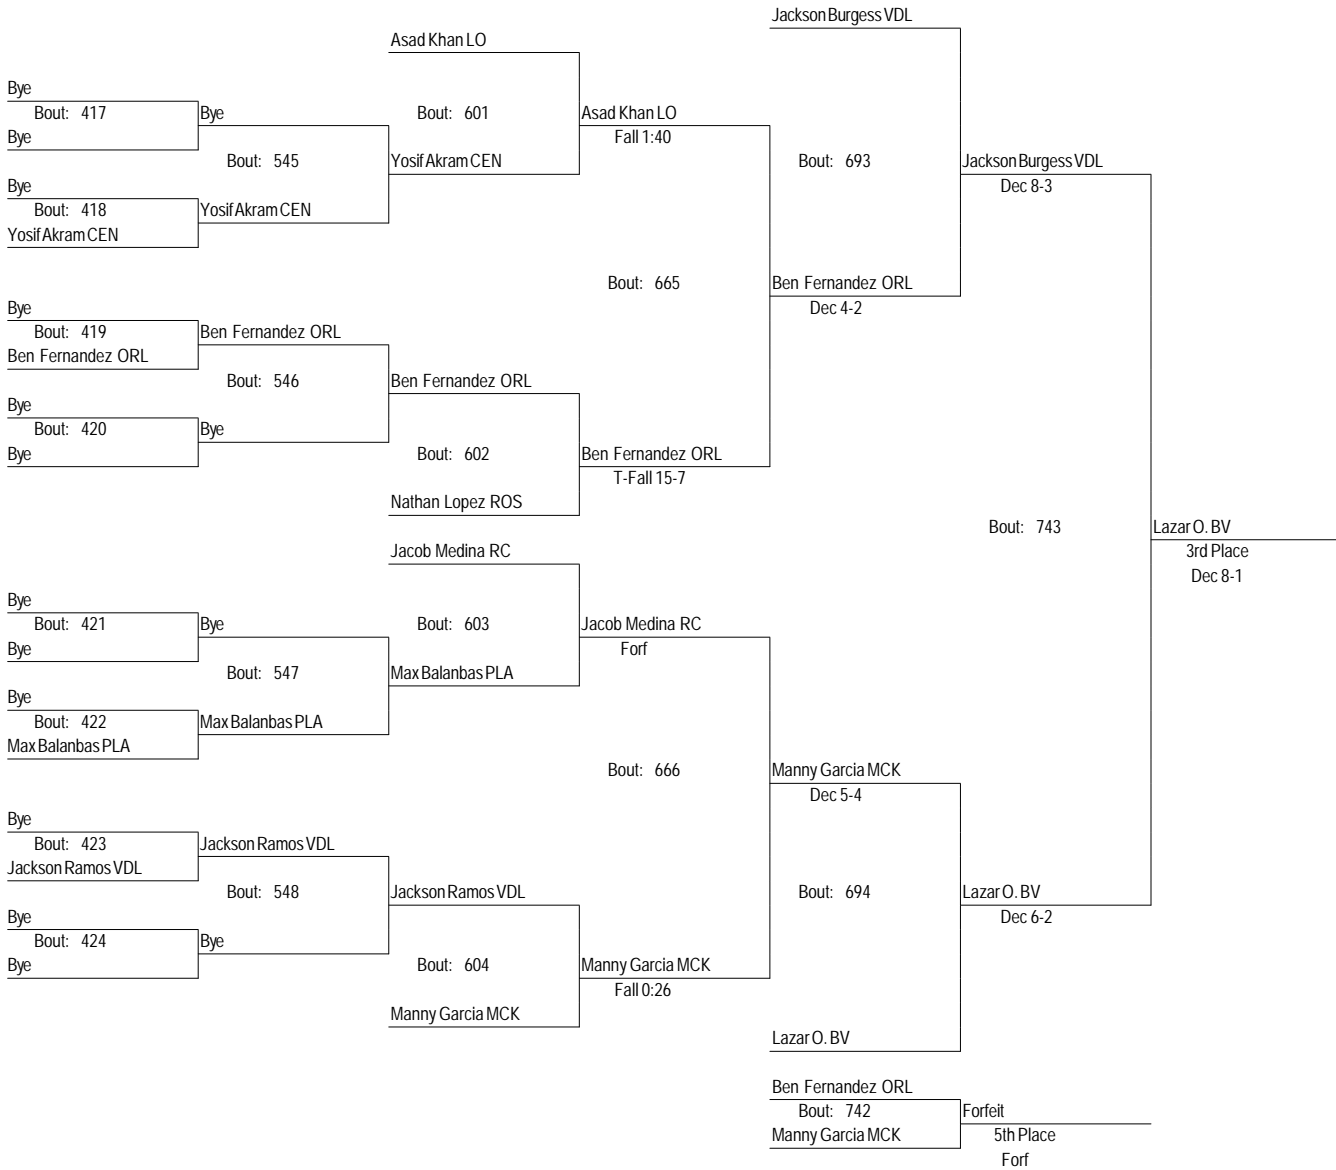 Jackson Burgess VDL
Asad Khan LO
Bye
Bout: 417
Bye
Bout: 601
Asad Khan LO
Bye
Fall 1:40
Bout: 545
Yosif Akram CEN
Bout: 693
Jackson Burgess VDL
Bye
Dec 8-3
Bout: 418
Yosif Akram CEN
Yosif Akram CEN
Bout: 665
Ben Fernandez ORL
Bye
Dec 4-2
Bout: 419
Ben Fernandez ORL
Ben Fernandez ORL
Bout: 546
Ben Fernandez ORL
Bye
Bout: 420
Bye
Bye
Bout: 602
Ben Fernandez ORL
T-Fall 15-7
Nathan Lopez ROS
Bout: 743
Lazar O. BV
Jacob Medina RC
3rd Place
Dec 8-1
Bye
Bout: 421
Bye
Bout: 603
Jacob Medina RC
Bye
Forf
Bout: 547
Max Balanbas PLA
Bye
Bout: 422
Max Balanbas PLA
Max Balanbas PLA
Bout: 666
Manny Garcia MCK
Dec 5-4
Bye
Bout: 423
Jackson Ramos VDL
Jackson Ramos VDL
Bout: 548
Jackson Ramos VDL
Bout: 694
Lazar O. BV
Bye
Dec 6-2
Bout: 424
Bye
Bye
Bout: 604
Manny Garcia MCK
Fall 0:26
Manny Garcia MCK
Lazar O. BV
Ben Fernandez ORL
Bout: 742
Forfeit
Manny Garcia MCK
5th Place
Forf